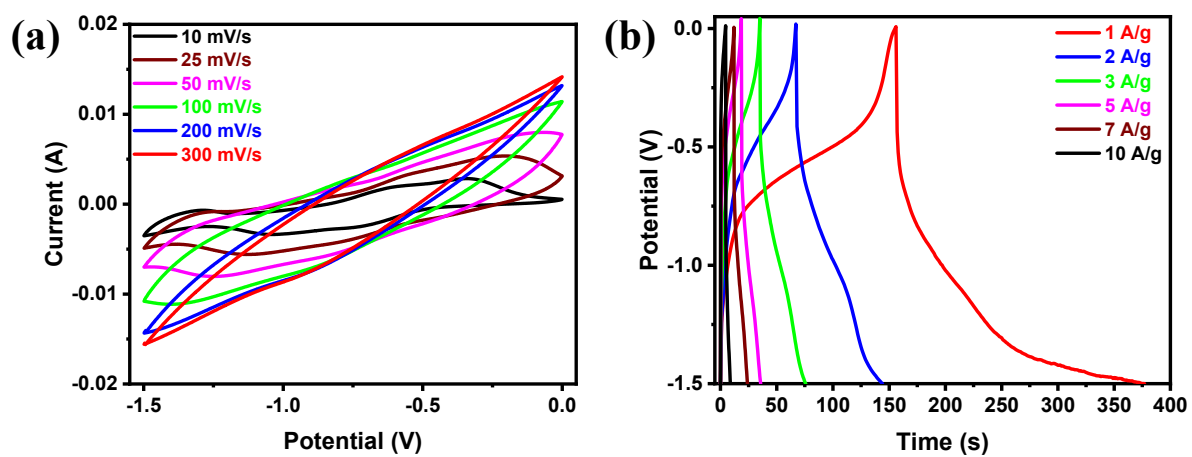 (a)
10 mV/s
25 mV/s
50 mV/s
100 mV/s
200 mV/s
300 mV/s
0.02
0.01
0.00
-0.01
-0.02
Current (A)
-1.5
-1.0
-0.5
0.0
Potential (V)
(b)
1 A/g
2 A/g
3 A/g
5 A/g
7 A/g
10 A/g
0.0
-0.5
-1.0
-1.5
Potential (V)
0
50
100
150
200
250
300
350
400
Time (s)